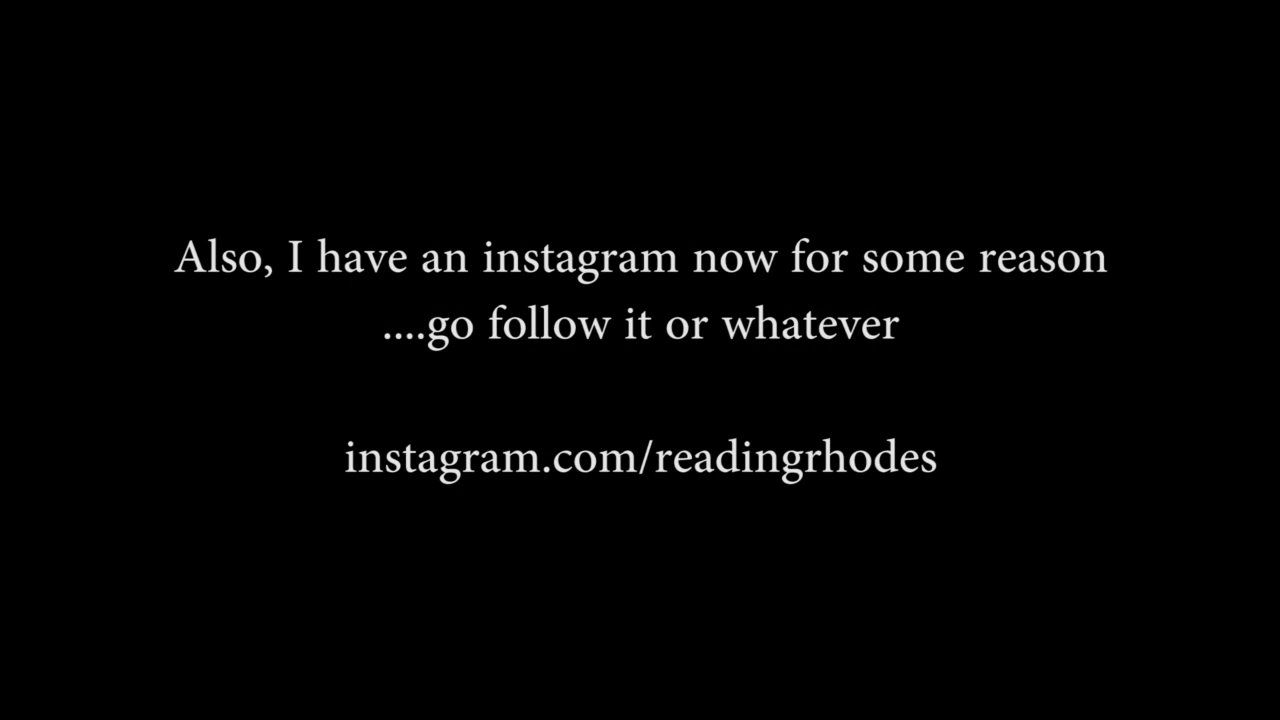 Also, I have an instagram now for some reason
....go follow it or whatever
instagram.com/readingrhodes